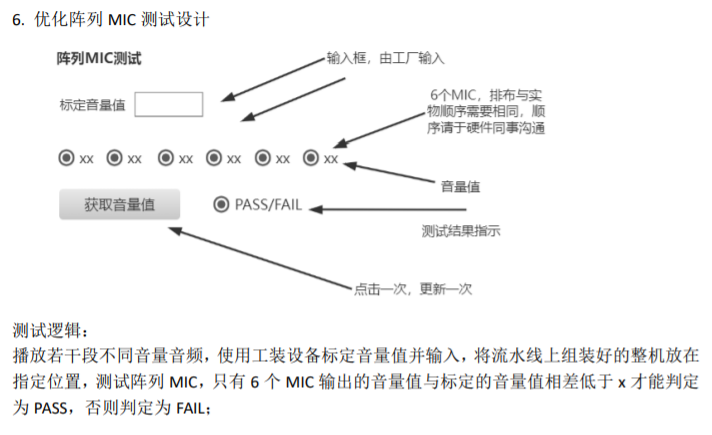 6. 优化阵列 MIC 测试设计
阵列MIC测试
输入框，由工厂输入
标定音量值
6个MIC，排布与实
物顺序需要相同，顺
序请于硬件同事沟通
xx xx xx xx xx xx
音量值
获取音量值
PASS/FAIL
测试结果指示
点击一次，更新一次
测试逻辑：
播放若干段不同音量音频，使用工装设备标定音量值并输入，将流水线上组装好的整机放在
指定位置，测试阵列 MIC，只有 6 个 MIC 输出的音量值与标定的音量值相差低于 x 才能判定
为 PASS，否则判定为 FAIL；